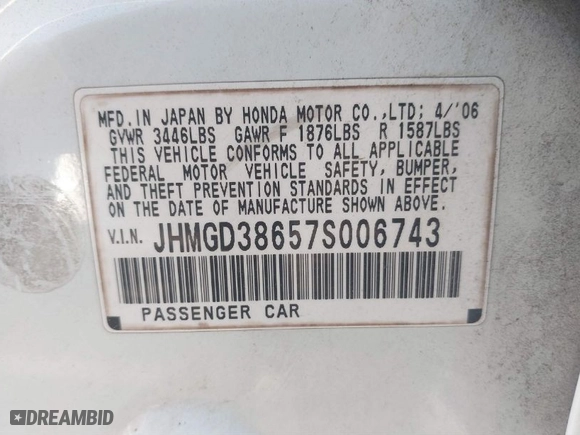 MFD. IN JAPAN BY HONDA MOTOR CO.,LTD; 4/'06
GVWR 3446LBS GAWR F 1876LBS R 1587LBS
THIS VEHICLE CONFORMS TO ALL APPLICABLE
FEDERAL MOTOR VEHICLE SAFETY, BUMPER,
AND THEFT PREVENTION STANDARDS IN EFFECT
ON THE DATE OF MANUFACTURE SHOWN ABOVE.
V.I.N. JHMGD38657S006743
PASSENGER CAR
DREAMBID